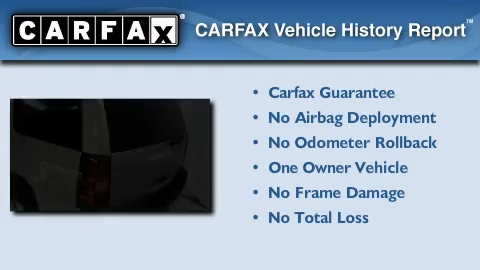 CARFAX® CARFAX Vehicle History Report™
• Carfax Guarantee
• No Airbag Deployment
• No Odometer Rollback
• One Owner Vehicle
• No Frame Damage
• No Total Loss